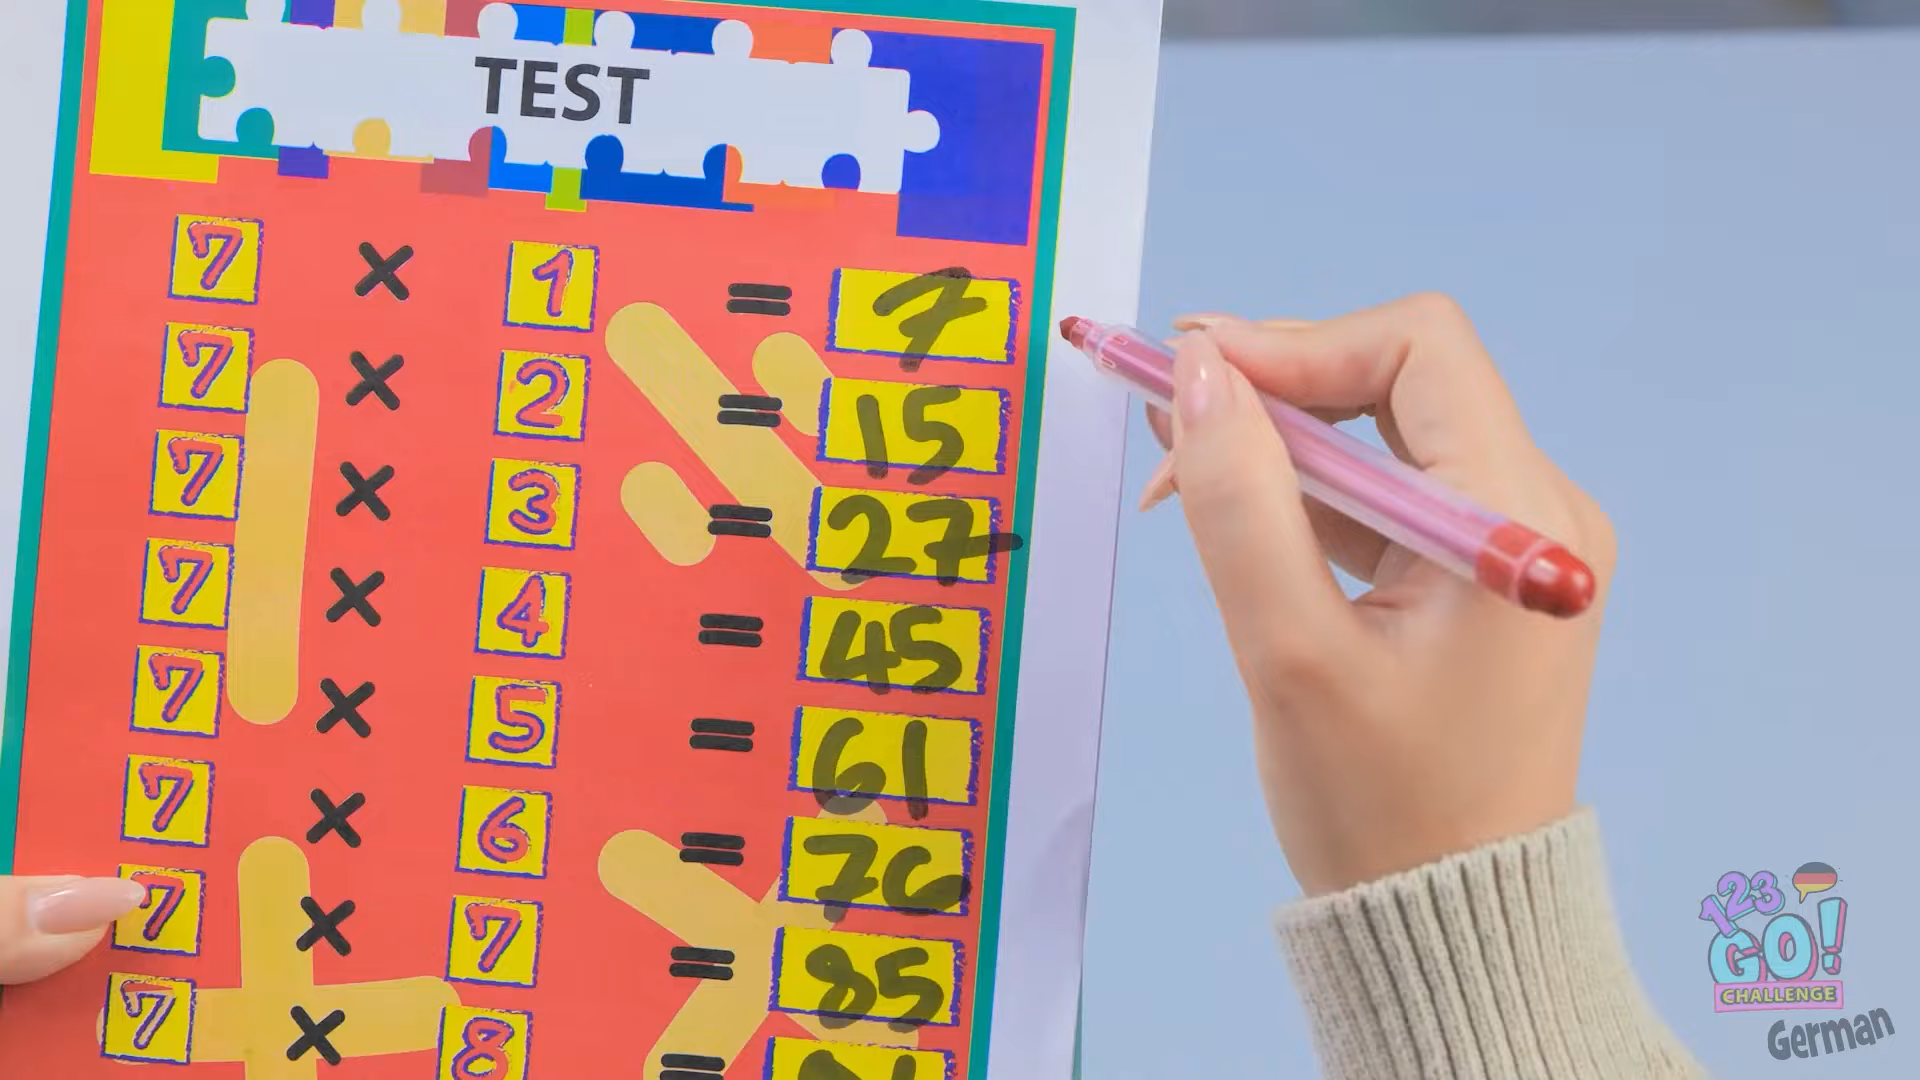 TEST
7 × 1 = 7
7 × 2 = 15
7 × 3 = 27
7 × 4 = 45
7 × 5 = 61
7 × 6 = 76
7 × 7 = 85
7 × 8 =
123
GO!
CHALLENGE
German